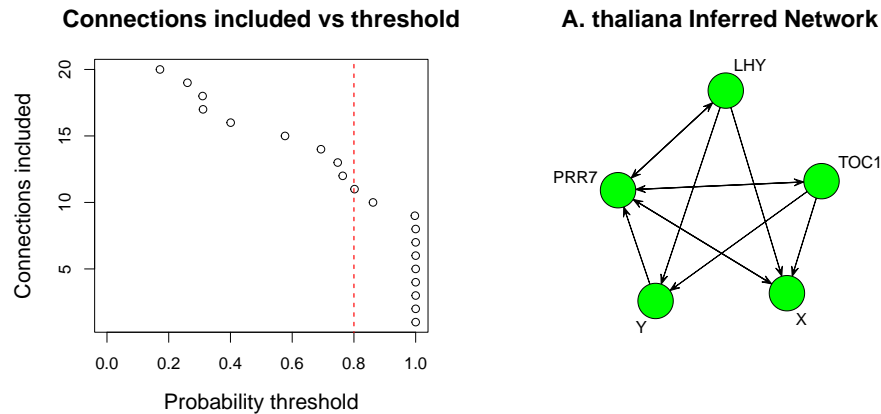 Connections included vs threshold
Connections included
20
15
10
5
0.0 0.2 0.4 0.6 0.8 1.0
Probability threshold
A. thaliana Inferred Network
LHY
TOC1
PRR7
X
Y